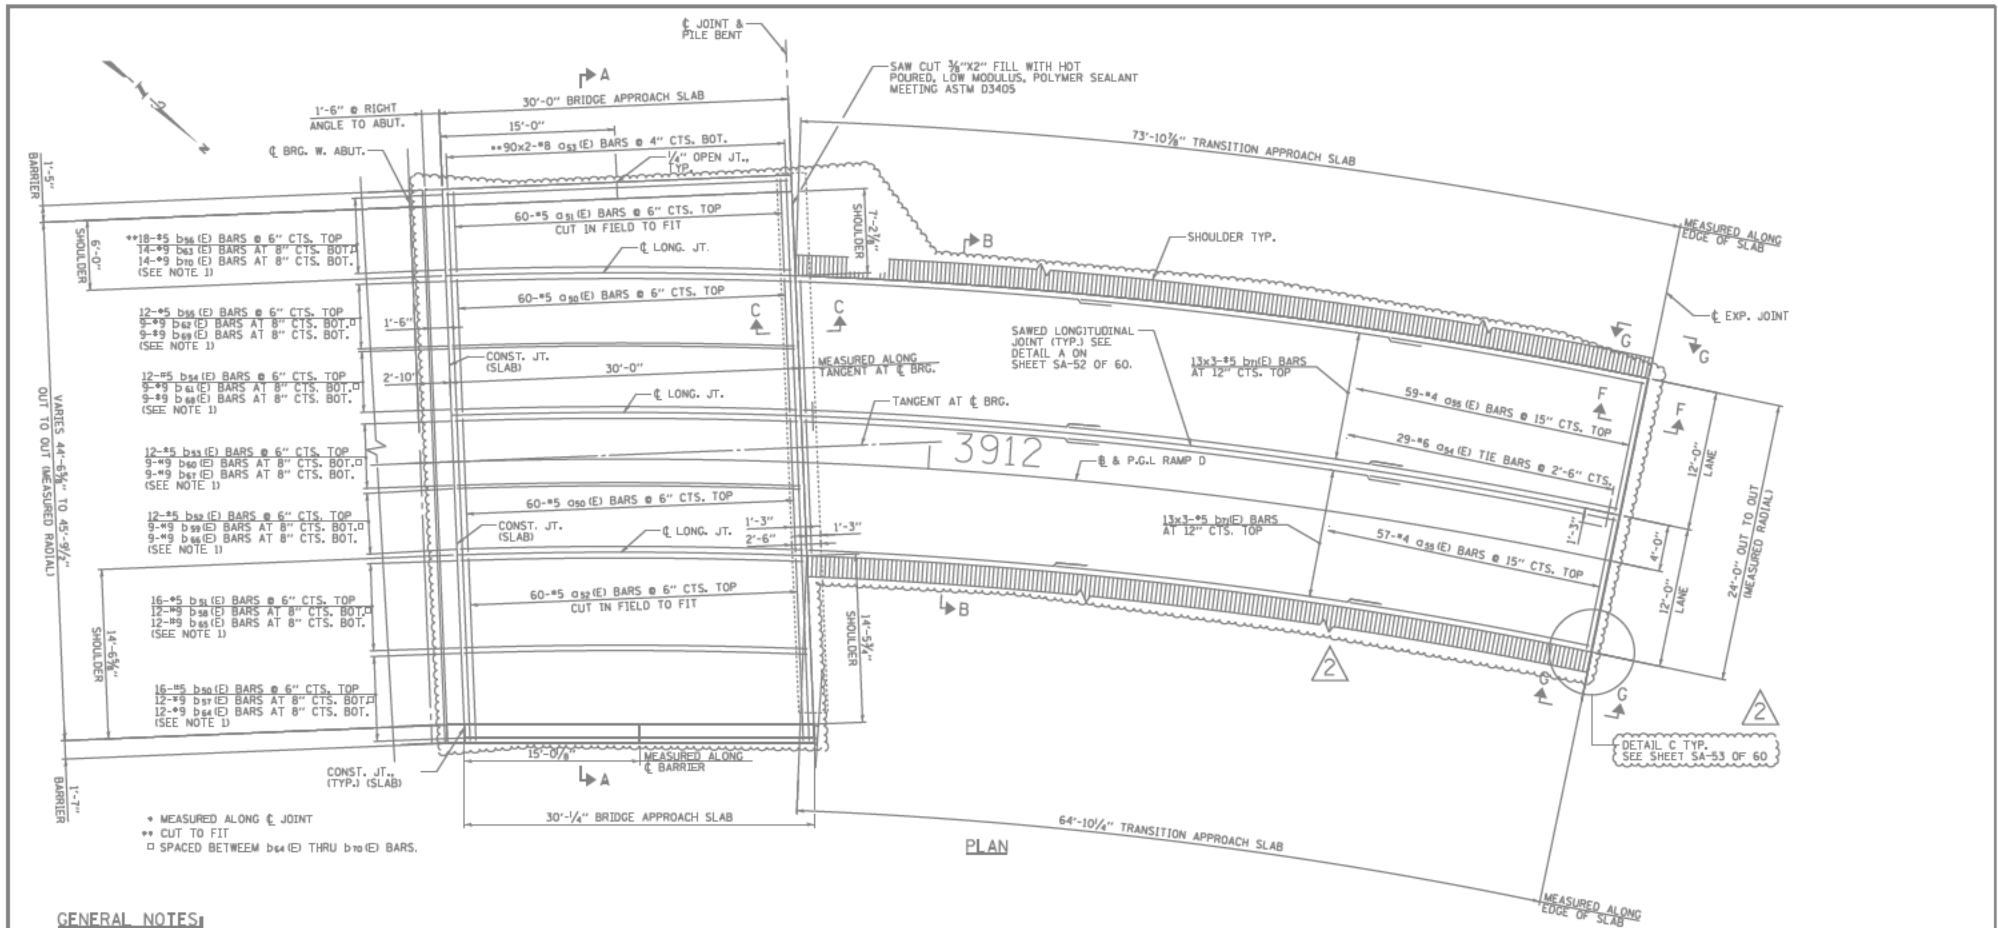 ℄ JOINT &
PILE BENT
SAW CUT ⅜"X2" FILL WITH HOT
POURED, LOW MODULUS, POLYMER SEALANT
MEETING ASTM D3405
A
30'-0" BRIDGE APPROACH SLAB
1'-6" @ RIGHT
ANGLE TO ABUT.
15'-0"
**90x2-#8 a53(E) BARS @ 4" CTS. BOT.
℄ BRG. W. ABUT.
¼" OPEN JT.,
TYP.
73'-10⅞" TRANSITION APPROACH SLAB
MEASURED ALONG
EDGE OF SLAB
1'-5"
BARRIER
6'-0"
SHOULDER
60-#5 a51(E) BARS @ 6" CTS. TOP
CUT IN FIELD TO FIT
7'-2⅞"
SHOULDER
B
SHOULDER TYP.
**18-#5 b56(E) BARS @ 6" CTS. TOP
14-#9 b63(E) BARS AT 8" CTS. BOT.□
14-#9 b70(E) BARS AT 8" CTS. BOT.
(SEE NOTE 1)
℄ LONG. JT.
60-#5 a50(E) BARS @ 6" CTS. TOP
12-#5 b55(E) BARS @ 6" CTS. TOP
9-#9 b62(E) BARS AT 8" CTS. BOT.□
9-#9 b69(E) BARS AT 8" CTS. BOT.
(SEE NOTE 1)
1'-6"
C
C
℄ EXP. JOINT
G
G
SAWED LONGITUDINAL
JOINT (TYP.) SEE
DETAIL A ON
SHEET SA-52 OF 60.
CONST. JT.
(SLAB)
30'-0"
MEASURED ALONG
TANGENT AT ℄ BRG.
13x3-#5 b71(E) BARS
AT 12" CTS. TOP
12-#5 b54(E) BARS @ 6" CTS. TOP
9-#9 b61(E) BARS AT 8" CTS. BOT.□
9-#9 b68(E) BARS AT 8" CTS. BOT.
(SEE NOTE 1)
2'-10"
℄ LONG. JT.
TANGENT AT ℄ BRG.
59-#4 a55(E) BARS @ 15" CTS. TOP
F
F
VARIES 44'-6⅝" TO 45'-9½"
OUT TO OUT (MEASURED RADIAL)
3912
29-#6 a54(E) TIE BARS @ 2'-6" CTS.
12'-0"
LANE
12-#5 b53(E) BARS @ 6" CTS. TOP
9-#9 b60(E) BARS AT 8" CTS. BOT.□
9-#9 b67(E) BARS AT 8" CTS. BOT.
(SEE NOTE 1)
℄ & P.G.L RAMP D
60-#5 a50(E) BARS @ 6" CTS. TOP
12-#5 b52(E) BARS @ 6" CTS. TOP
9-#9 b59(E) BARS AT 8" CTS. BOT.□
9-#9 b66(E) BARS AT 8" CTS. BOT.
(SEE NOTE 1)
CONST. JT.
(SLAB)
℄ LONG. JT.
1'-3"
2'-6"
1'-3"
13x3-#5 b71(E) BARS
AT 12" CTS. TOP
57-#4 a55(E) BARS @ 15" CTS. TOP
1'-3"
4'-0"
12'-0"
LANE
24'-0" OUT TO OUT
(MEASURED RADIAL)
16-#5 b51(E) BARS @ 6" CTS. TOP
12-#9 b58(E) BARS AT 8" CTS. BOT.□
12-#9 b65(E) BARS AT 8" CTS. BOT.
(SEE NOTE 1)
60-#5 a52(E) BARS @ 6" CTS. TOP
CUT IN FIELD TO FIT
B
14'-6⅝"
SHOULDER
14'-5¾"
SHOULDER
2
16-#5 b50(E) BARS @ 6" CTS. TOP
12-#9 b57(E) BARS AT 8" CTS. BOT.□
12-#9 b64(E) BARS AT 8" CTS. BOT.
(SEE NOTE 1)
G
G
2
DETAIL C TYP.
SEE SHEET SA-53 OF 60
1'-7"
BARRIER
CONST. JT.,
(TYP.) (SLAB)
15'-0⅛"
MEASURED ALONG
℄ BARRIER
A
30'-¼" BRIDGE APPROACH SLAB
64'-10¼" TRANSITION APPROACH SLAB
* MEASURED ALONG ℄ JOINT
** CUT TO FIT
□ SPACED BETWEEM b64(E) THRU b70(E) BARS.
PLAN
MEASURED ALONG
EDGE OF SLAB
GENERAL NOTES: